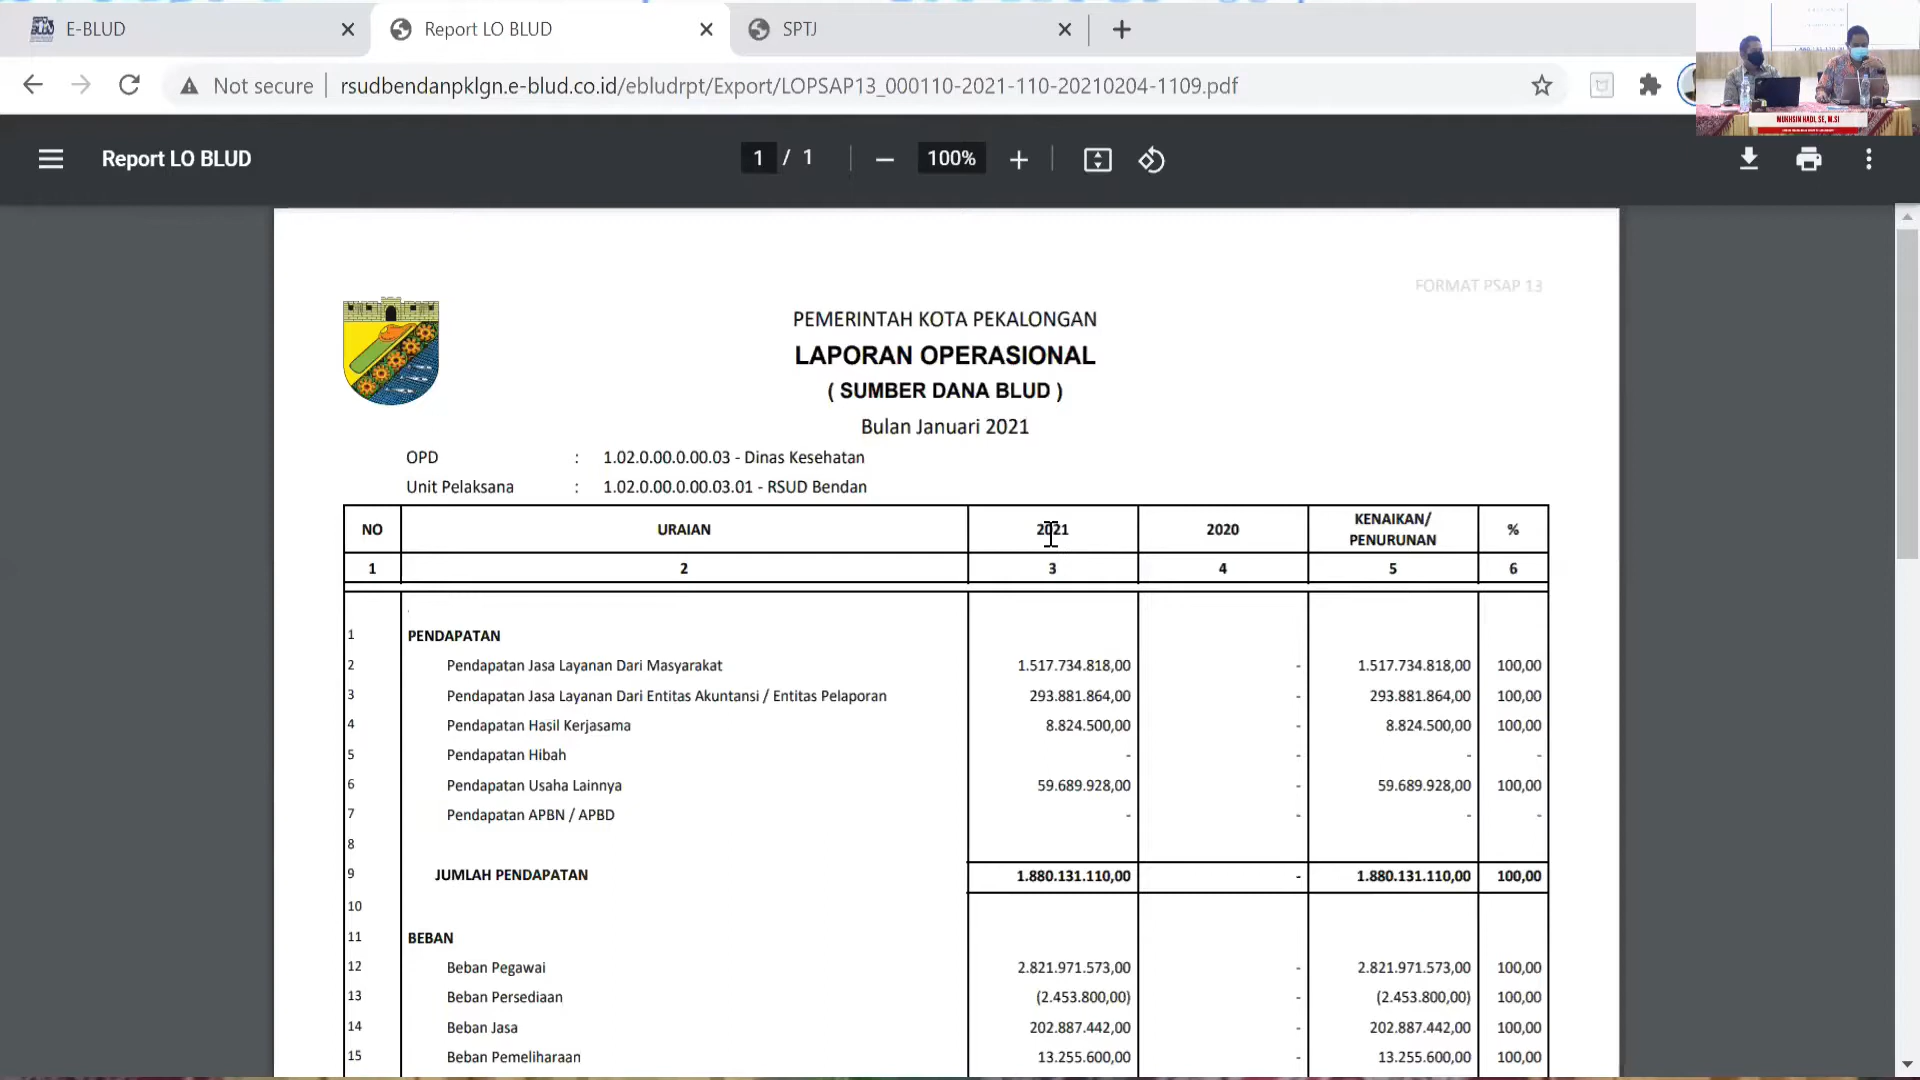 E-BLUD
Report LO BLUD
SPTJ
Not secure
rsudbendanpklgn.e-blud.co.id/ebludrpt/Export/LOPSAP13_000110-2021-110-20210204-1109.pdf
MUKHSIN HADI, SE, M.SI
Report LO BLUD
1 / 1
100%
FORMAT PSAP 13
PEMERINTAH KOTA PEKALONGAN
LAPORAN OPERASIONAL
( SUMBER DANA BLUD )
Bulan Januari 2021
OPD : 1.02.0.00.0.00.03 - Dinas Kesehatan
Unit Pelaksana : 1.02.0.00.0.00.03.01 - RSUD Bendan
NO URAIAN 2021 2020 KENAIKAN/ PENURUNAN %
1 2 3 4 5 6
1 PENDAPATAN
2 Pendapatan Jasa Layanan Dari Masyarakat 1.517.734.818,00 - 1.517.734.818,00 100,00
3 Pendapatan Jasa Layanan Dari Entitas Akuntansi / Entitas Pelaporan 293.881.864,00 - 293.881.864,00 100,00
4 Pendapatan Hasil Kerjasama 8.824.500,00 - 8.824.500,00 100,00
5 Pendapatan Hibah - - - -
6 Pendapatan Usaha Lainnya 59.689.928,00 - 59.689.928,00 100,00
7 Pendapatan APBN / APBD - - - -
8
9 JUMLAH PENDAPATAN 1.880.131.110,00 - 1.880.131.110,00 100,00
10
11 BEBAN
12 Beban Pegawai 2.821.971.573,00 - 2.821.971.573,00 100,00
13 Beban Persediaan (2.453.800,00) - (2.453.800,00) 100,00
14 Beban Jasa 202.887.442,00 - 202.887.442,00 100,00
15 Beban Pemeliharaan 13.255.600,00 - 13.255.600,00 100,00